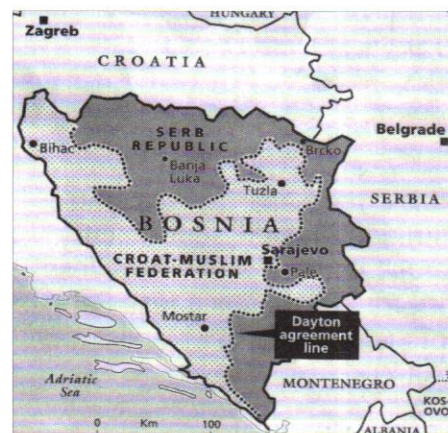 HUNGARY
Zagreb
CROATIA
SERB
REPUBLIC
Bihac
Banja
Luka
Brcko
Belgrade
Tuzla
SERBIA
BOSNIA
Sarajevo
CROAT-MUSLIM
FEDERATION
Pale
Mostar
Dayton
agreement
line
Adriatic
Sea
MONTENEGRO
KOS-
OVO
0 Km 100
ALBANIA